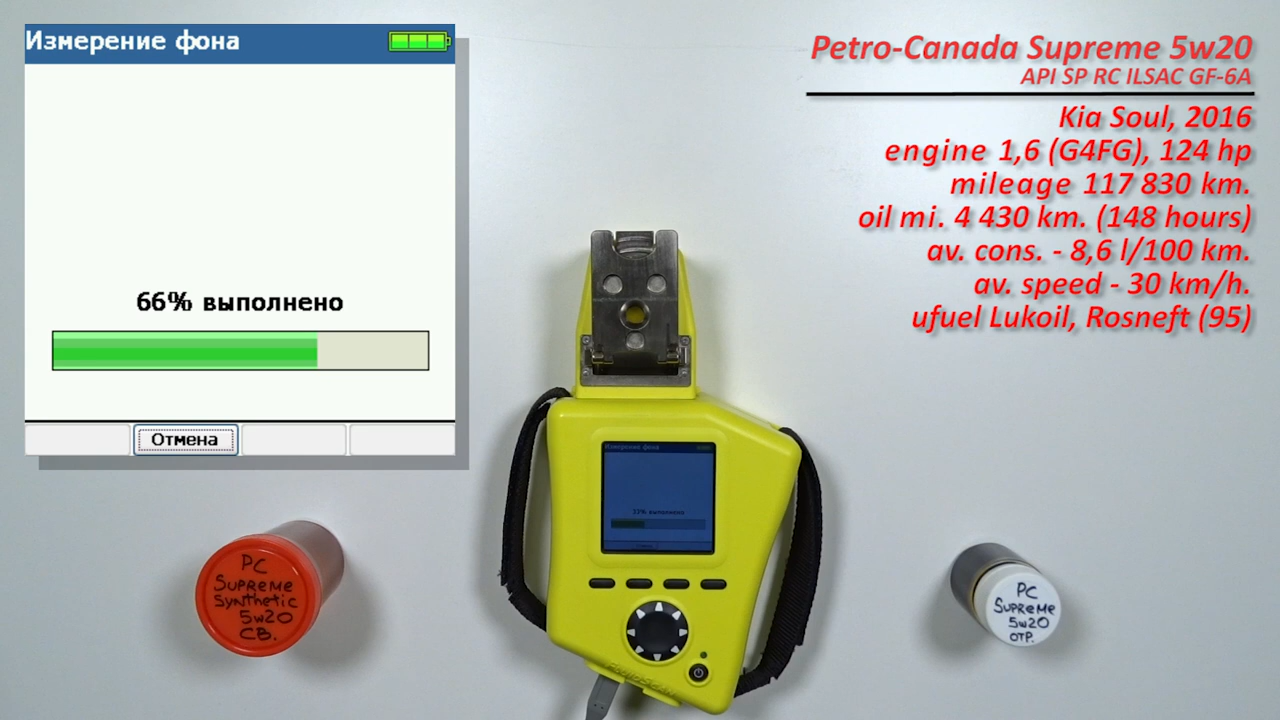 Измерение фона
66% выполнено
Отмена
Petro-Canada Supreme 5w20
API SP RC ILSAC GF-6A
Kia Soul, 2016
engine 1,6 (G4FG), 124 hp
mileage 117 830 km.
oil mi. 4 430 km. (148 hours)
av. cons. - 8,6 l/100 km.
av. speed - 30 km/h.
ufuel Lukoil, Rosneft (95)
Измерение фона
33% выполнено
PC
Supreme
Synthetic
5w20
СВ.
PC
Supreme
5w20
ОТР.